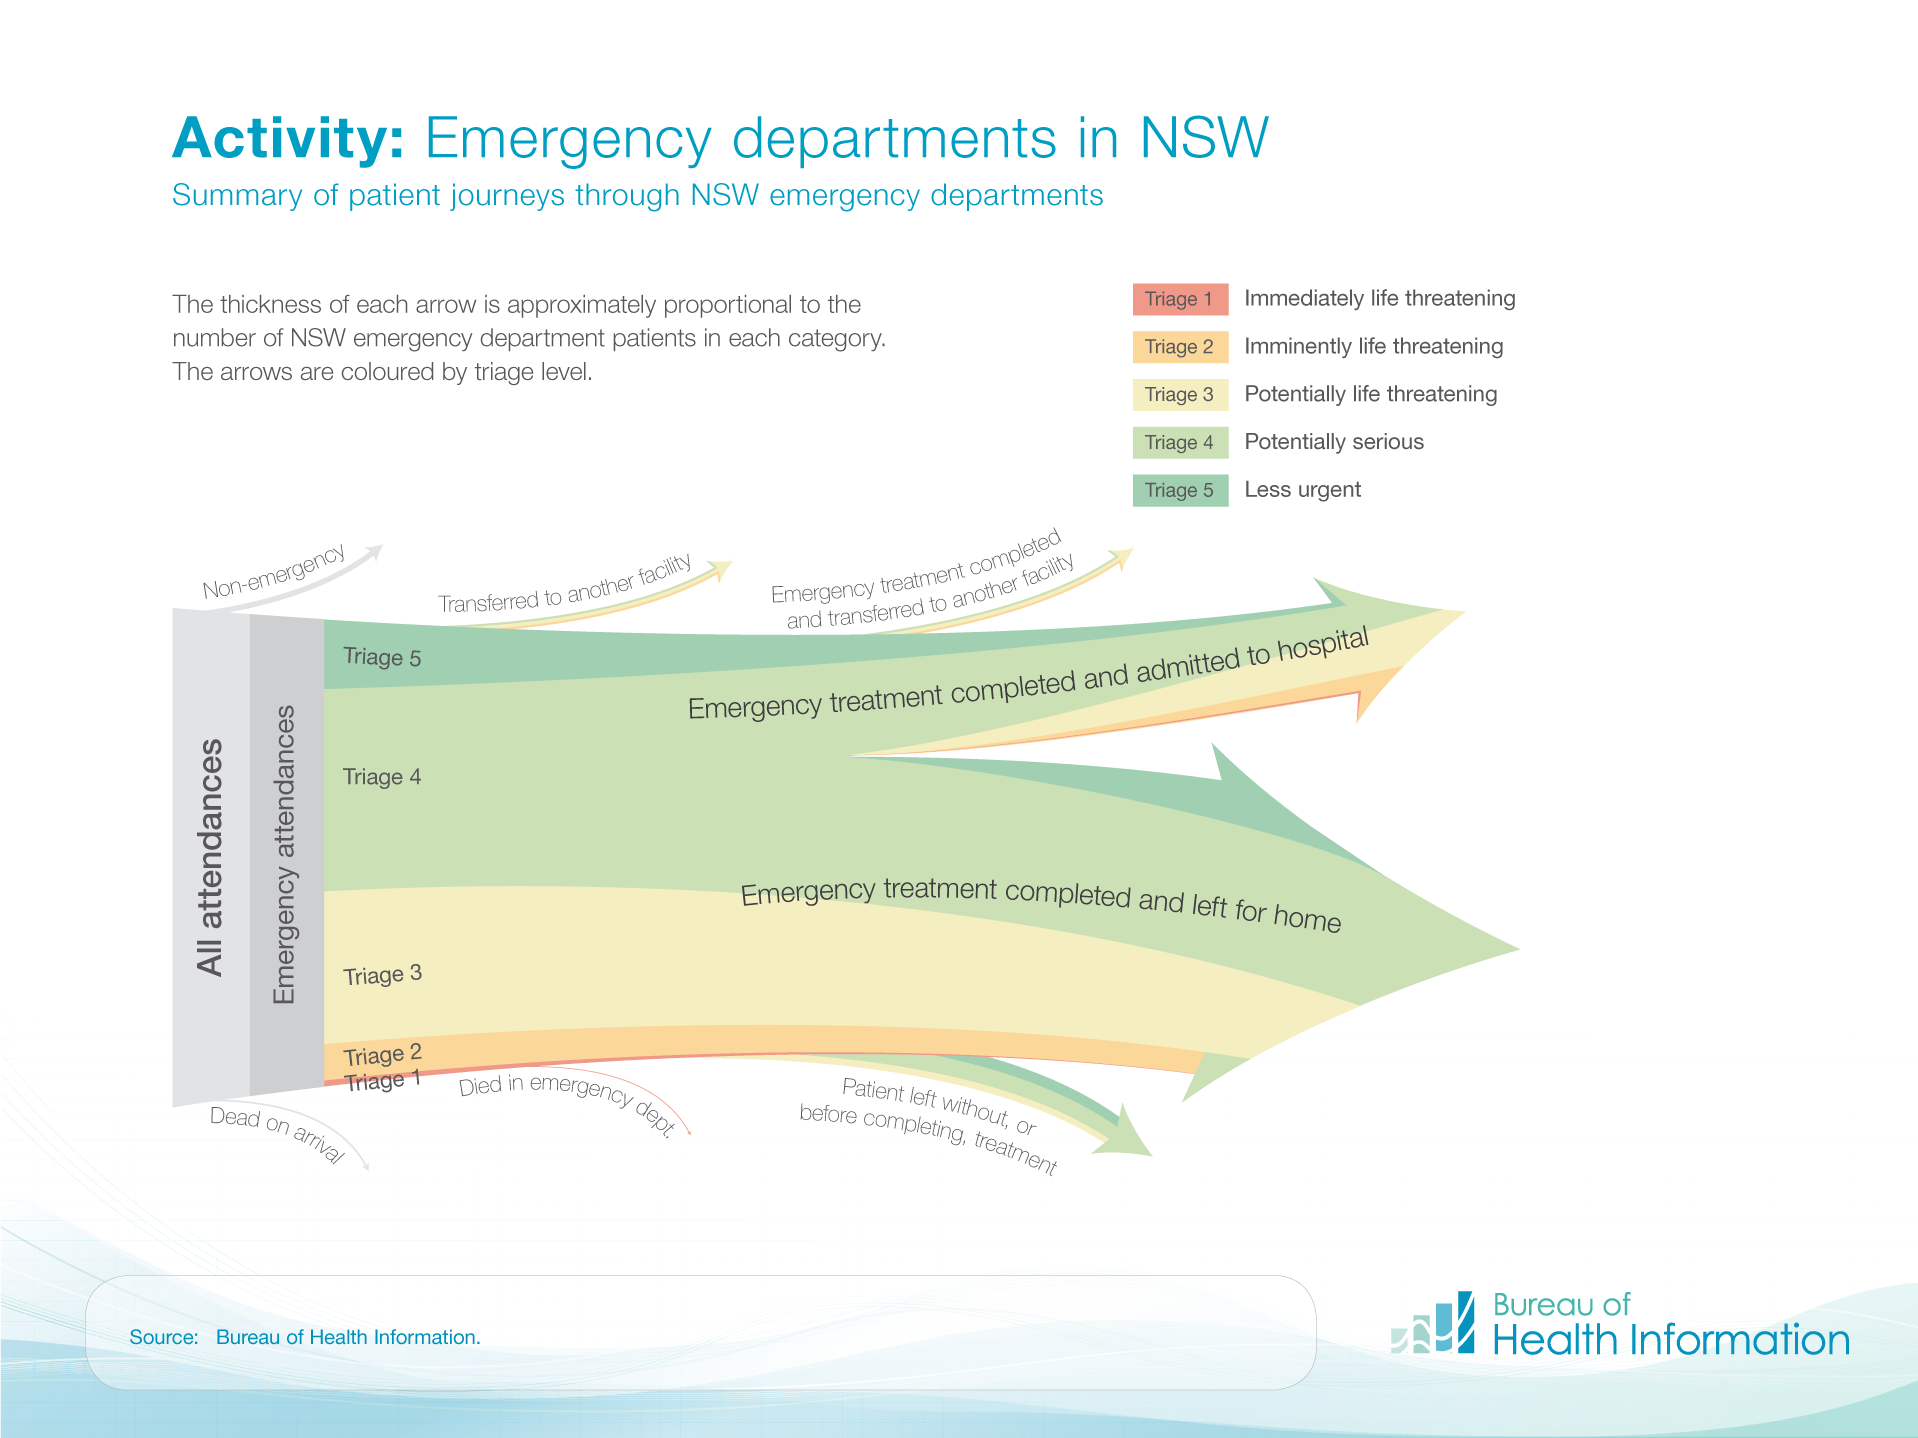 Activity: Emergency departments in NSW
Summary of patient journeys through NSW emergency departments
The thickness of each arrow is approximately proportional to the
number of NSW emergency department patients in each category.
The arrows are coloured by triage level.
Triage 1 Immediately life threatening
Triage 2 Imminently life threatening
Triage 3 Potentially life threatening
Triage 4 Potentially serious
Triage 5 Less urgent
Non-emergency
Transferred to another facility
Emergency treatment completed
and transferred to another facility
All attendances
Emergency attendances
Triage 5
Triage 4
Triage 3
Triage 2
Triage 1
Emergency treatment completed and admitted to hospital
Emergency treatment completed and left for home
Dead on arrival
Died in emergency dept.
Patient left without, or
before completing, treatment
Source: Bureau of Health Information.
Bureau of
Health Information